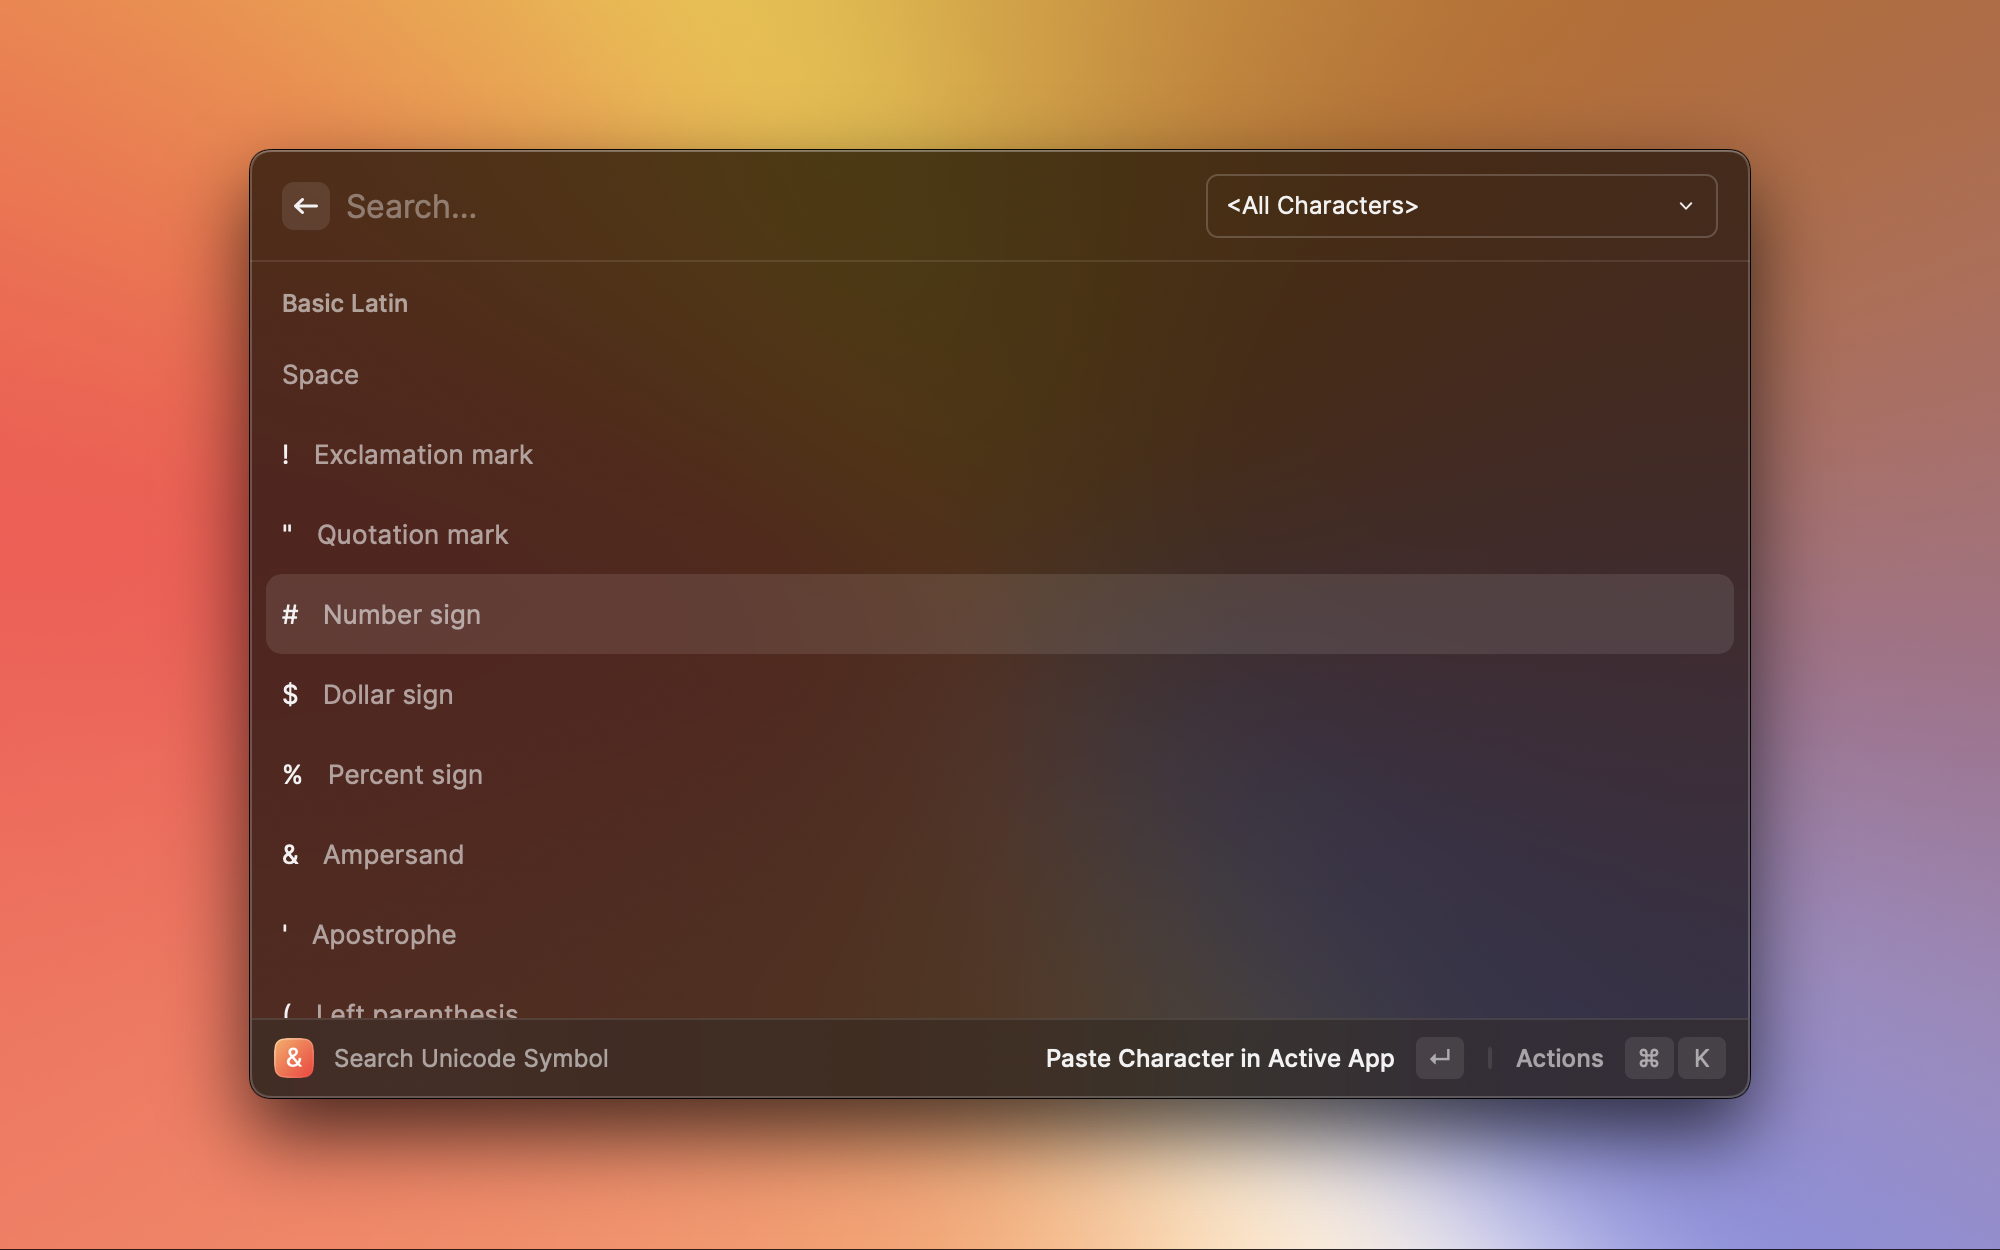 Search...
<All Characters>
Basic Latin
Space
! Exclamation mark
" Quotation mark
# Number sign
$ Dollar sign
% Percent sign
& Ampersand
' Apostrophe
( Left parenthesis
& Search Unicode Symbol
Paste Character in Active App ↵ | Actions ⌘ K